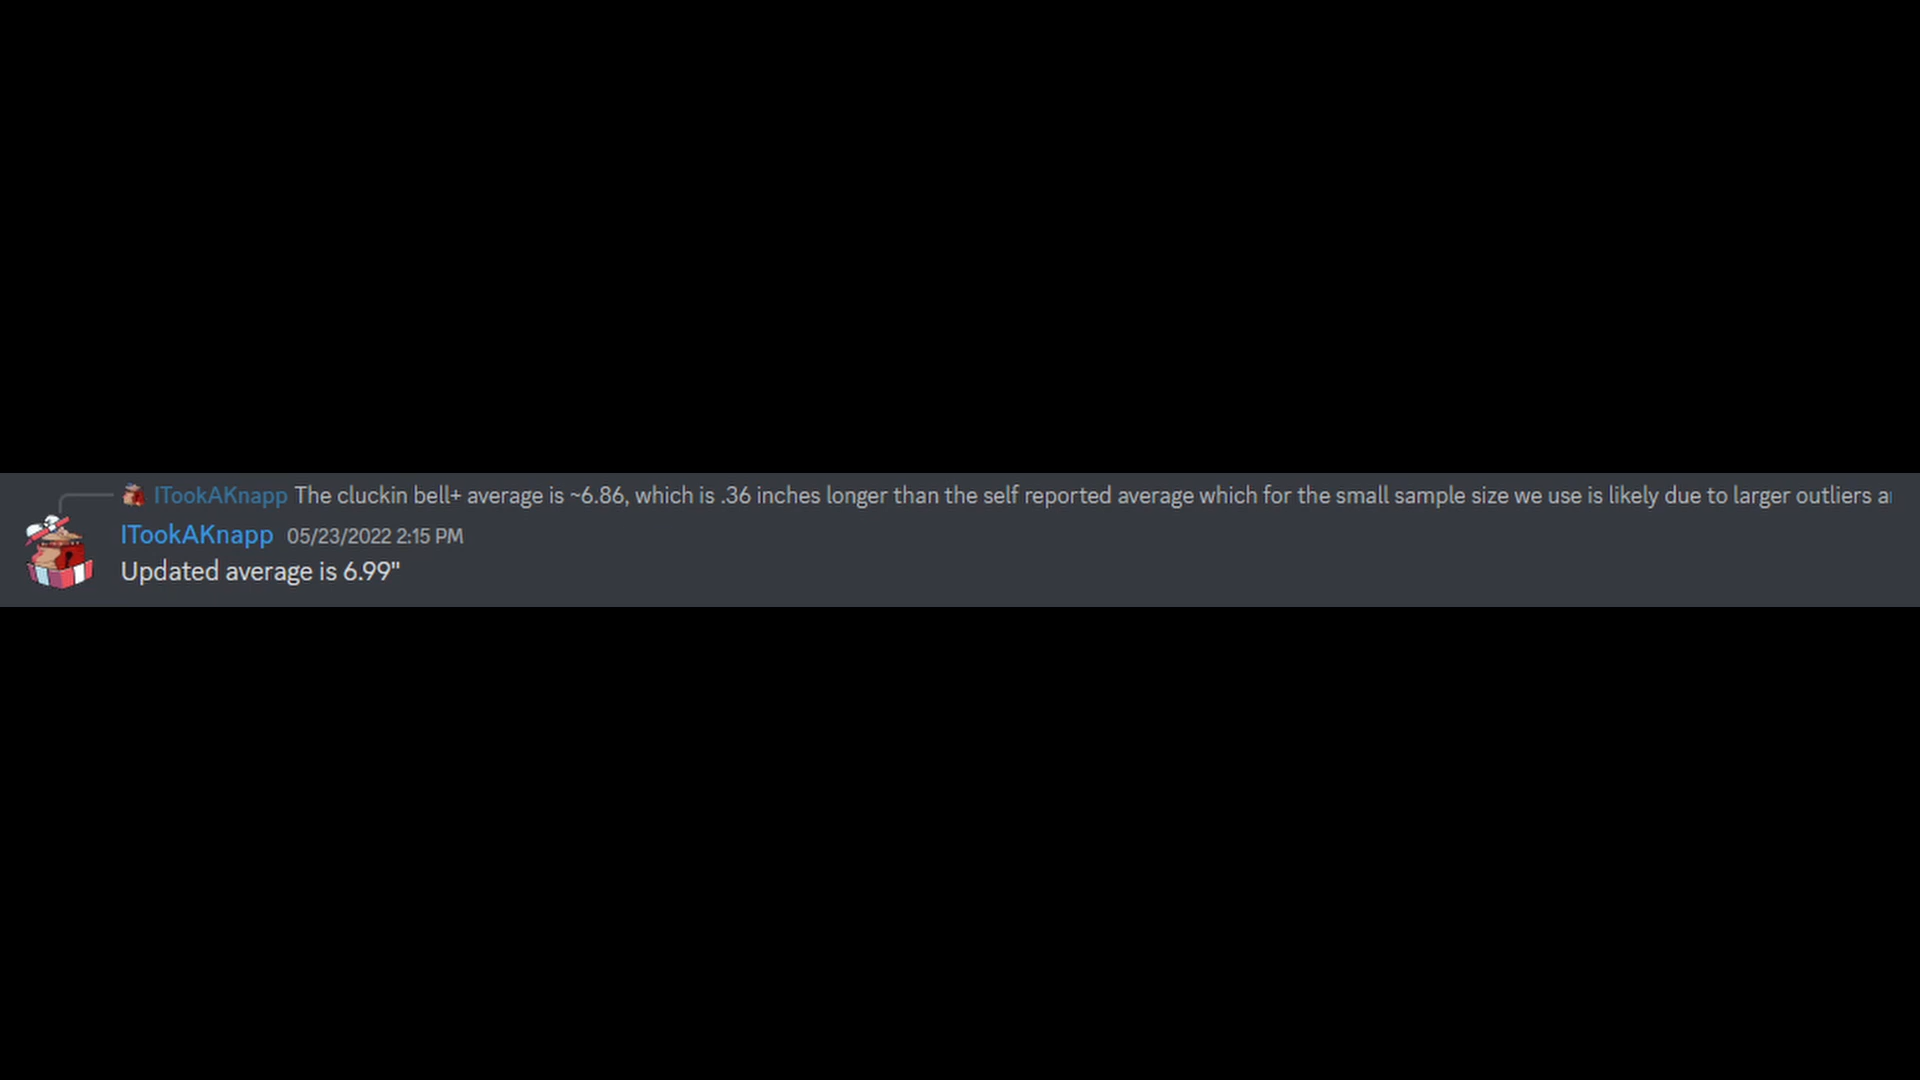 ITookAKnapp The cluckin bell+ average is ~6.86, which is .36 inches longer than the self reported average which for the small sample size we use is likely due to larger outliers
ITookAKnapp 05/23/2022 2:15 PM
Updated average is 6.99"